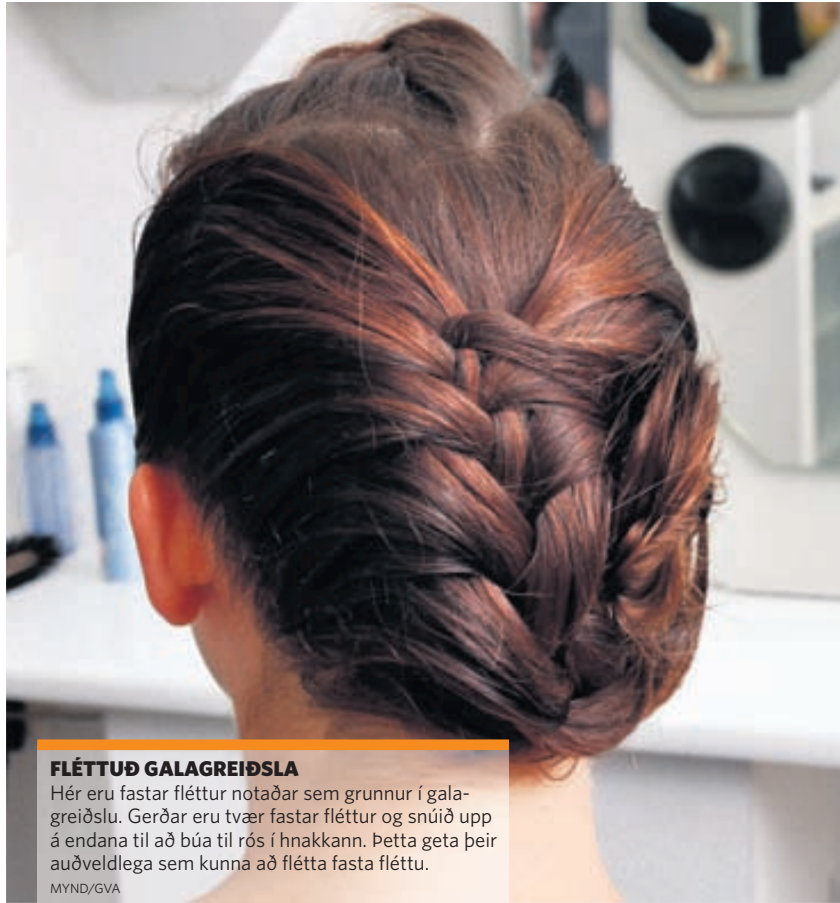 FLÉTTUÐ GALAGREIÐSLA
Hér eru fastar fléttur notaðar sem grunnur í gala-
greiðslu. Gerðar eru tvær fastar fléttur og snúið upp
á endana til að búa til rós í hnakkann. Þetta geta þeir
auðveldlega sem kunna að flétta fasta fléttu.
MYND/GVA